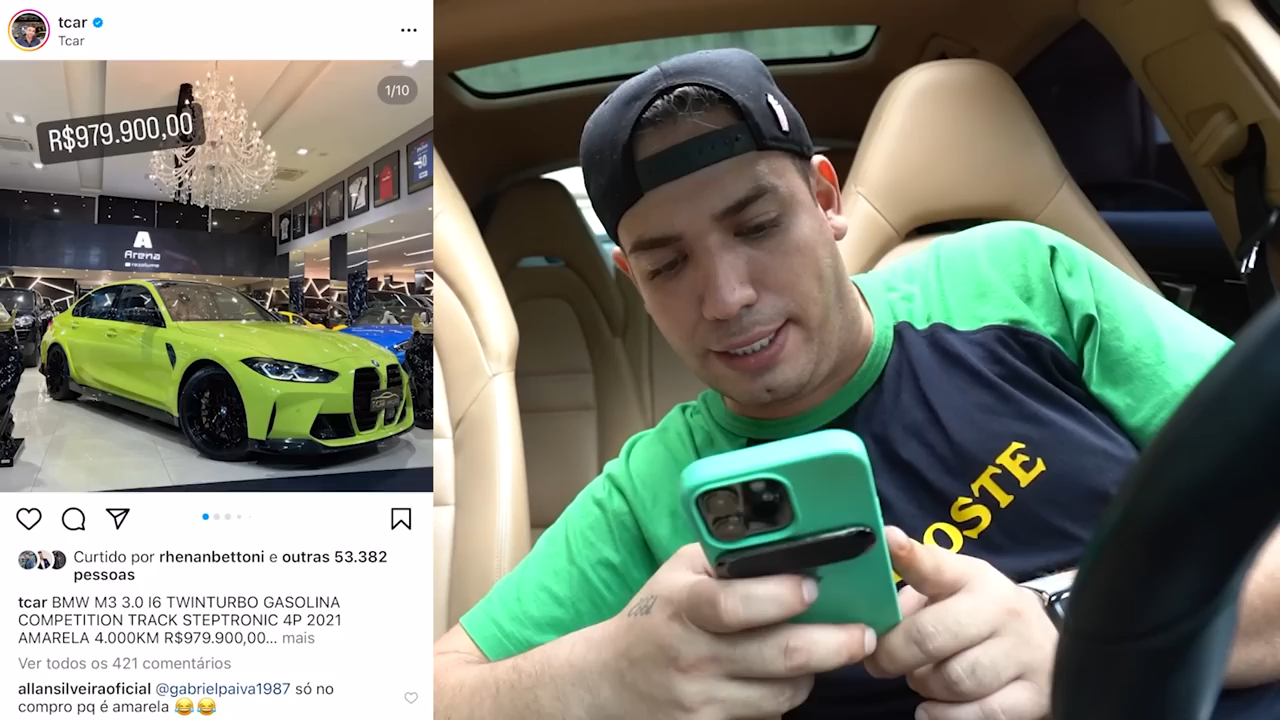 tcar
Tcar
1/10
R$979.900,00
A
Arena
Curtido por rhenanbettoni e outras 53.382
pessoas
tcar BMW M3 3.0 I6 TWINTURBO GASOLINA
COMPETITION TRACK STEPTRONIC 4P 2021
AMARELA 4.000KM R$979.900,00... mais
Ver todos os 421 comentários
allansilveiraoficial @gabrielpaiva1987 só no
compro pq é amarela 😂😂
OSTE